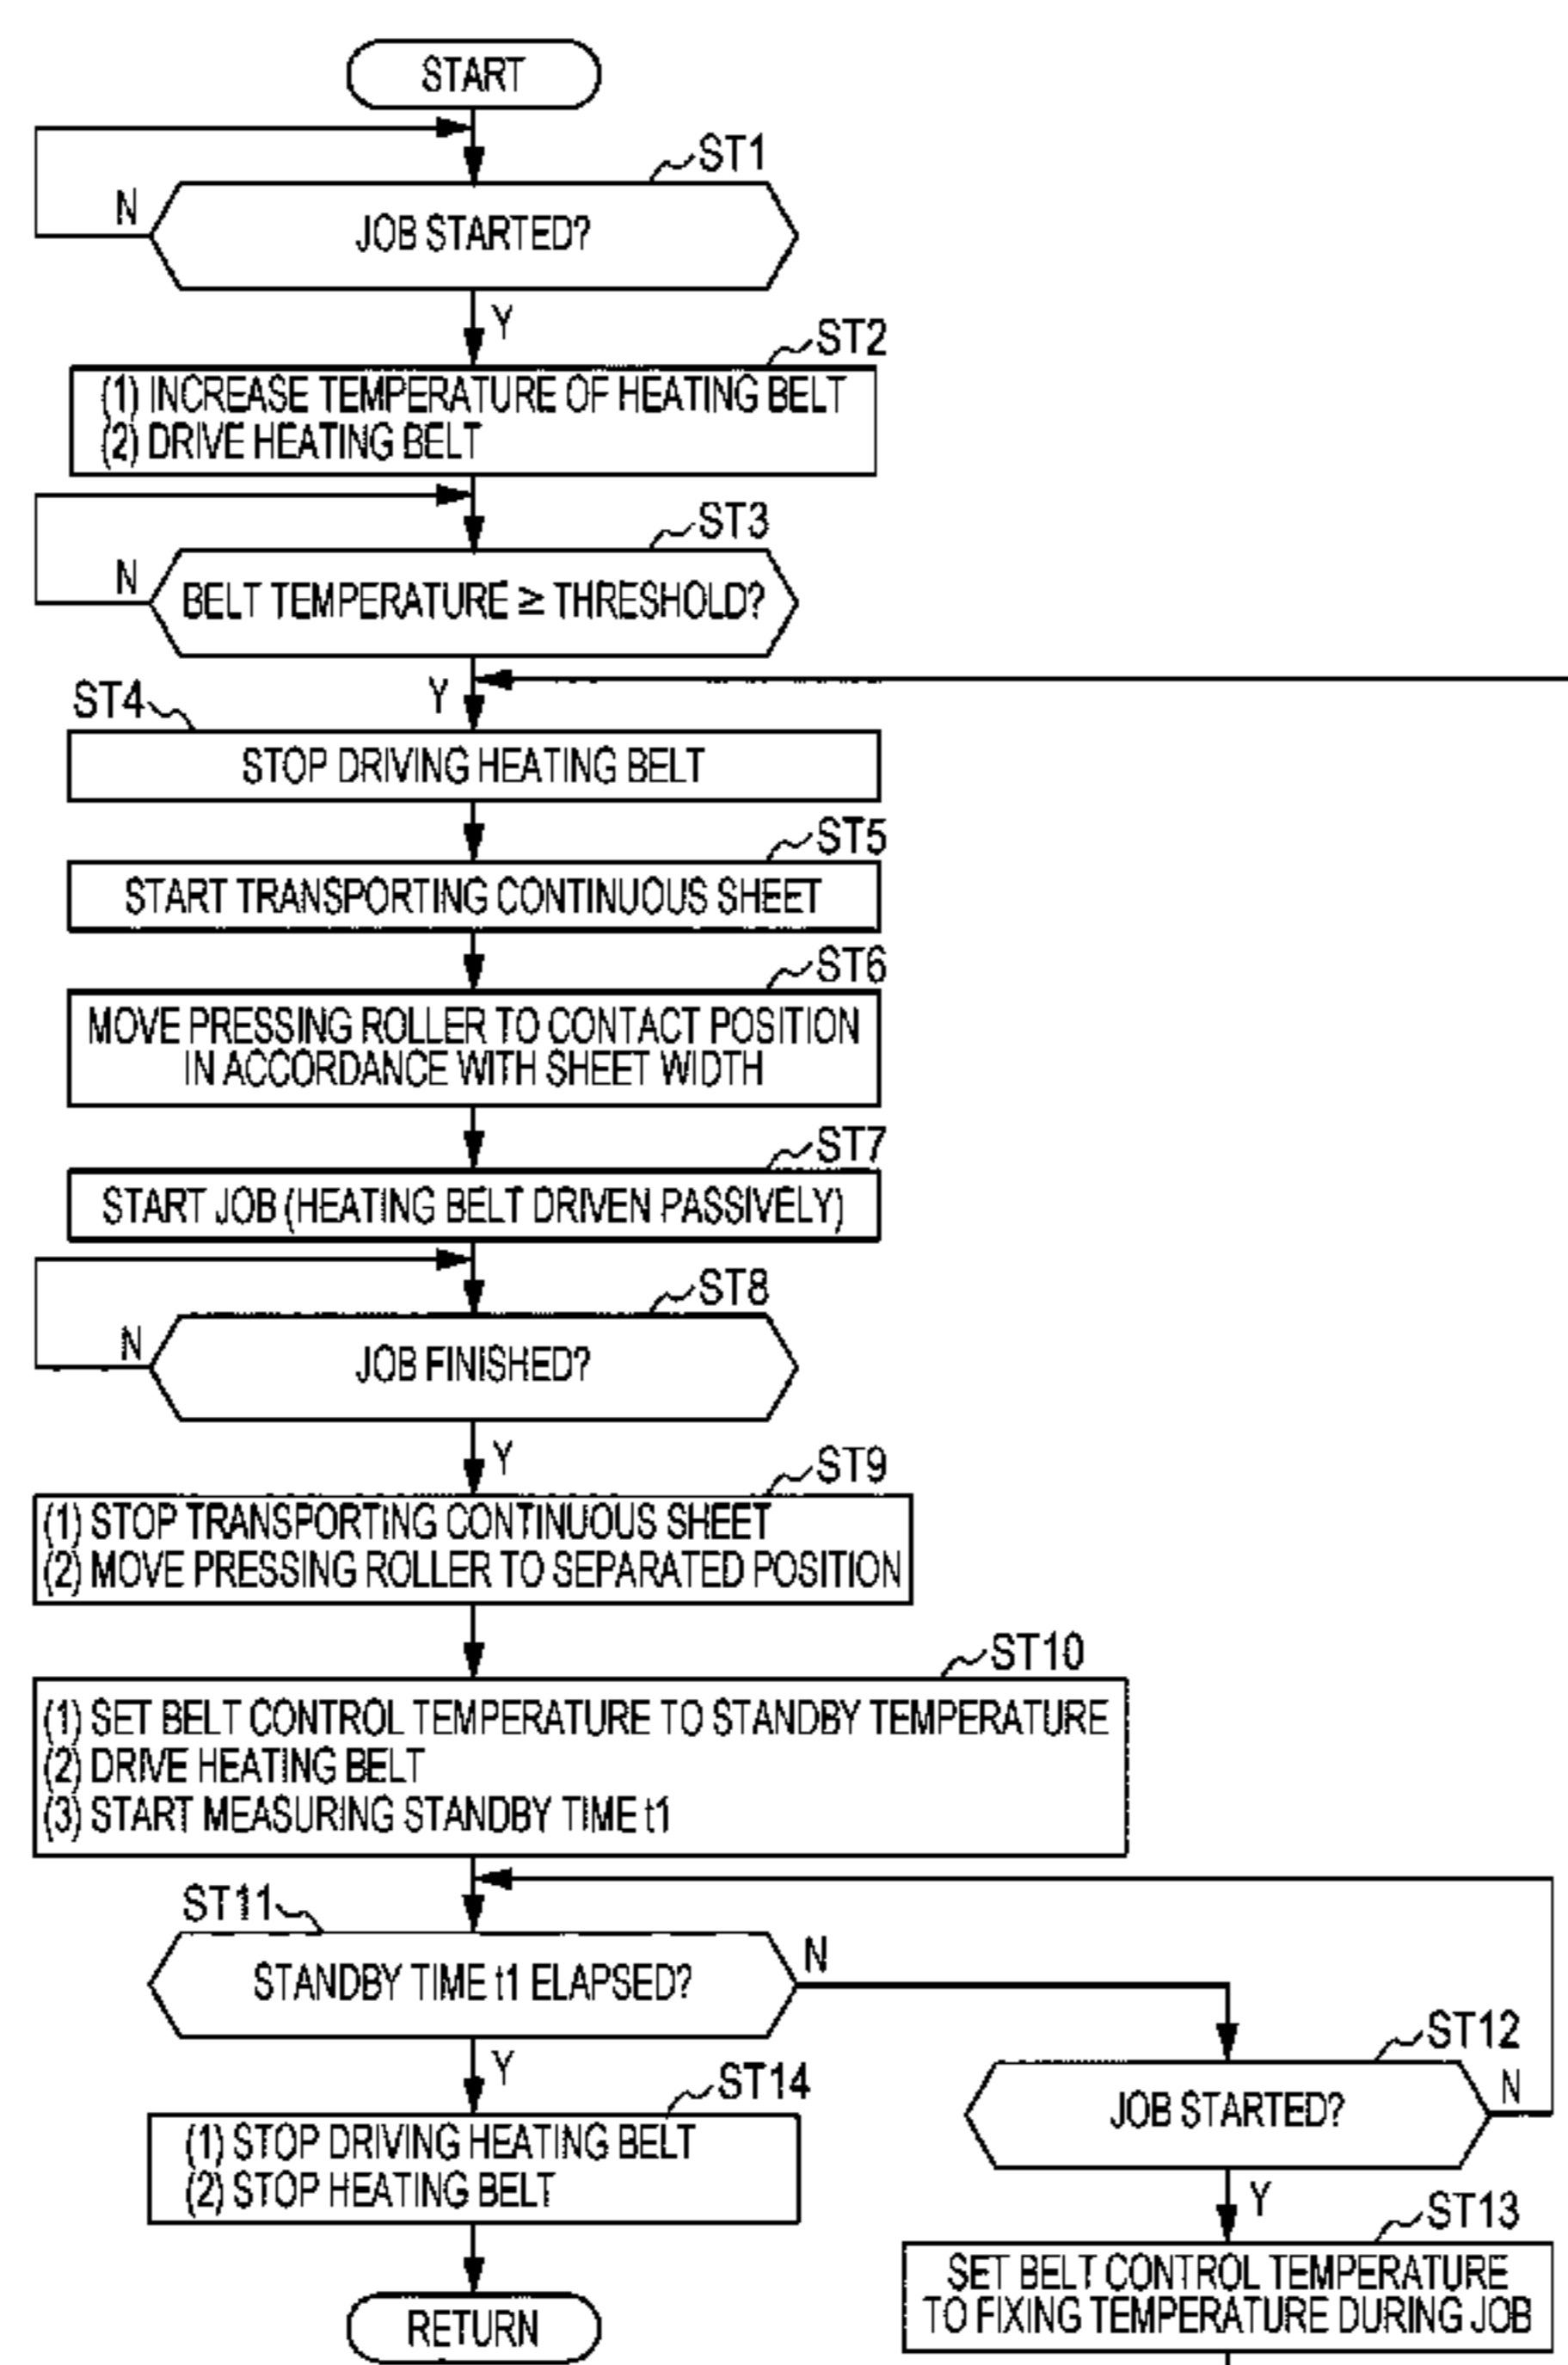 START
ST1
N
JOB STARTED?
Y
ST2
(1) INCREASE TEMPERATURE OF HEATING BELT
(2) DRIVE HEATING BELT
ST3
N
BELT TEMPERATURE ≥ THRESHOLD?
Y
ST4
STOP DRIVING HEATING BELT
ST5
START TRANSPORTING CONTINUOUS SHEET
ST6
MOVE PRESSING ROLLER TO CONTACT POSITION
IN ACCORDANCE WITH SHEET WIDTH
ST7
START JOB (HEATING BELT DRIVEN PASSIVELY)
ST8
N
JOB FINISHED?
Y
ST9
(1) STOP TRANSPORTING CONTINUOUS SHEET
(2) MOVE PRESSING ROLLER TO SEPARATED POSITION
ST10
(1) SET BELT CONTROL TEMPERATURE TO STANDBY TEMPERATURE
(2) DRIVE HEATING BELT
(3) START MEASURING STANDBY TIME t1
ST11
STANDBY TIME t1 ELAPSED?
N
ST12
JOB STARTED?
N
Y
ST14
(1) STOP DRIVING HEATING BELT
(2) STOP HEATING BELT
Y
ST13
SET BELT CONTROL TEMPERATURE
TO FIXING TEMPERATURE DURING JOB
RETURN